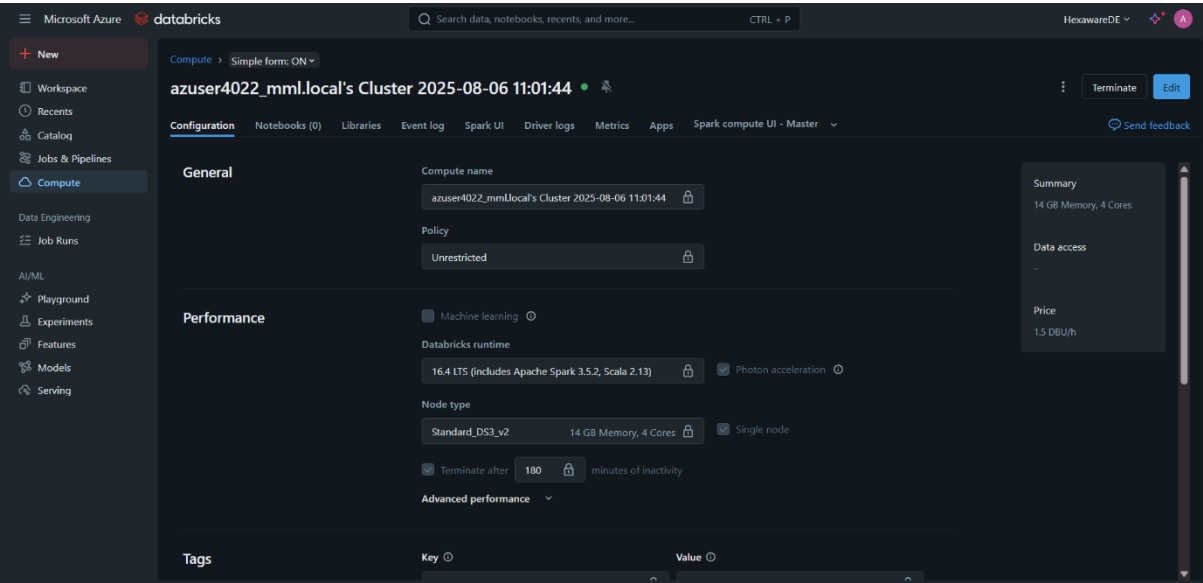 Microsoft Azure databricks Search data, notebooks, recents, and more... CTRL + P HexawareDE A
New
Workspace
Recents
Catalog
Jobs & Pipelines
Compute
Data Engineering
Job Runs
AI/ML
Playground
Experiments
Features
Models
Serving
Compute > Simple form: ON
azuser4022_mml.local's Cluster 2025-08-06 11:01:44
Terminate Edit
Configuration Notebooks (0) Libraries Event log Spark UI Driver logs Metrics Apps Spark compute UI - Master
Send feedback
General
Compute name
azuser4022_mml.local's Cluster 2025-08-06 11:01:44
Policy
Unrestricted
Performance
Machine learning
Databricks runtime
16.4 LTS (includes Apache Spark 3.5.2, Scala 2.13)
Photon acceleration
Node type
Standard_DS3_v2 14 GB Memory, 4 Cores
Single node
Terminate after 180 minutes of inactivity
Advanced performance
Tags
Key Value
Summary
14 GB Memory, 4 Cores
Data access
-
Price
1.5 DBU/h